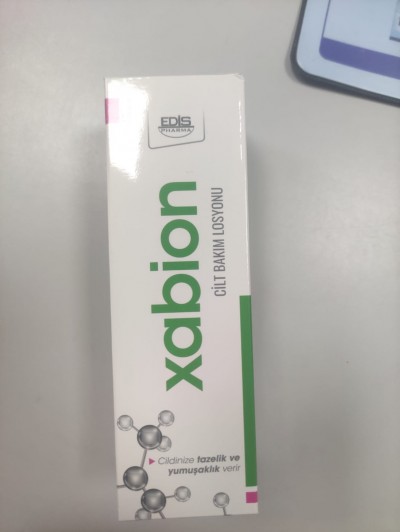 EDİS
PHARMA
xabion
CİLT BAKIM LOSYONU
Cildinize tazelik ve
yumuşaklık verir